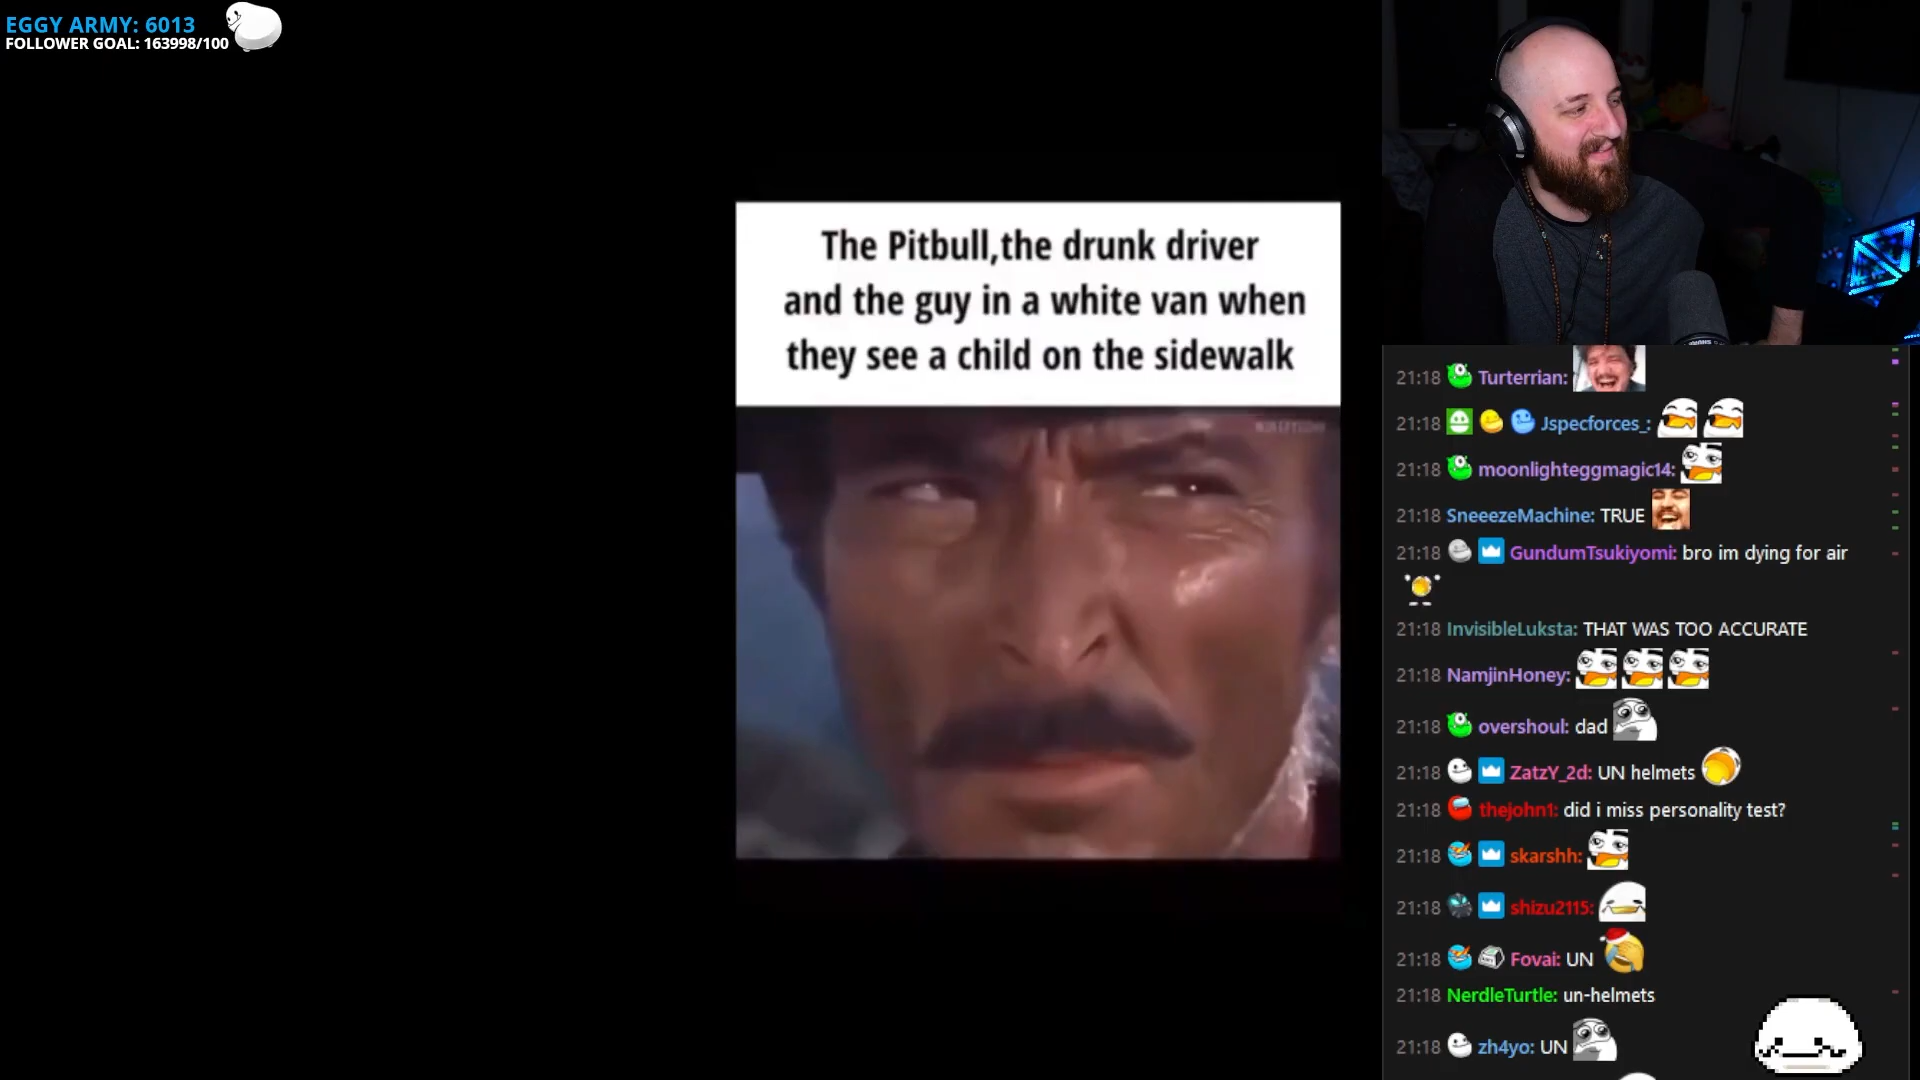 EGGY ARMY: 6013
FOLLOWER GOAL: 163998/100
The Pitbull,the drunk driver
and the guy in a white van when
they see a child on the sidewalk
21:18 Turterrian:
21:18 Jspecforces_:
21:18 moonlighteggmagic14:
21:18 SneeezeMachine: TRUE
21:18 GundumTsukiyomi: bro im dying for air
21:18 InvisibleLuksta: THAT WAS TOO ACCURATE
21:18 NamjinHoney:
21:18 overshoul: dad
21:18 ZatzY_2d: UN helmets
21:18 thejohn1: did i miss personality test?
21:18 skarshh:
21:18 shizu2115:
21:18 Fovai: UN
21:18 NerdleTurtle: un-helmets
21:18 zh4yo: UN